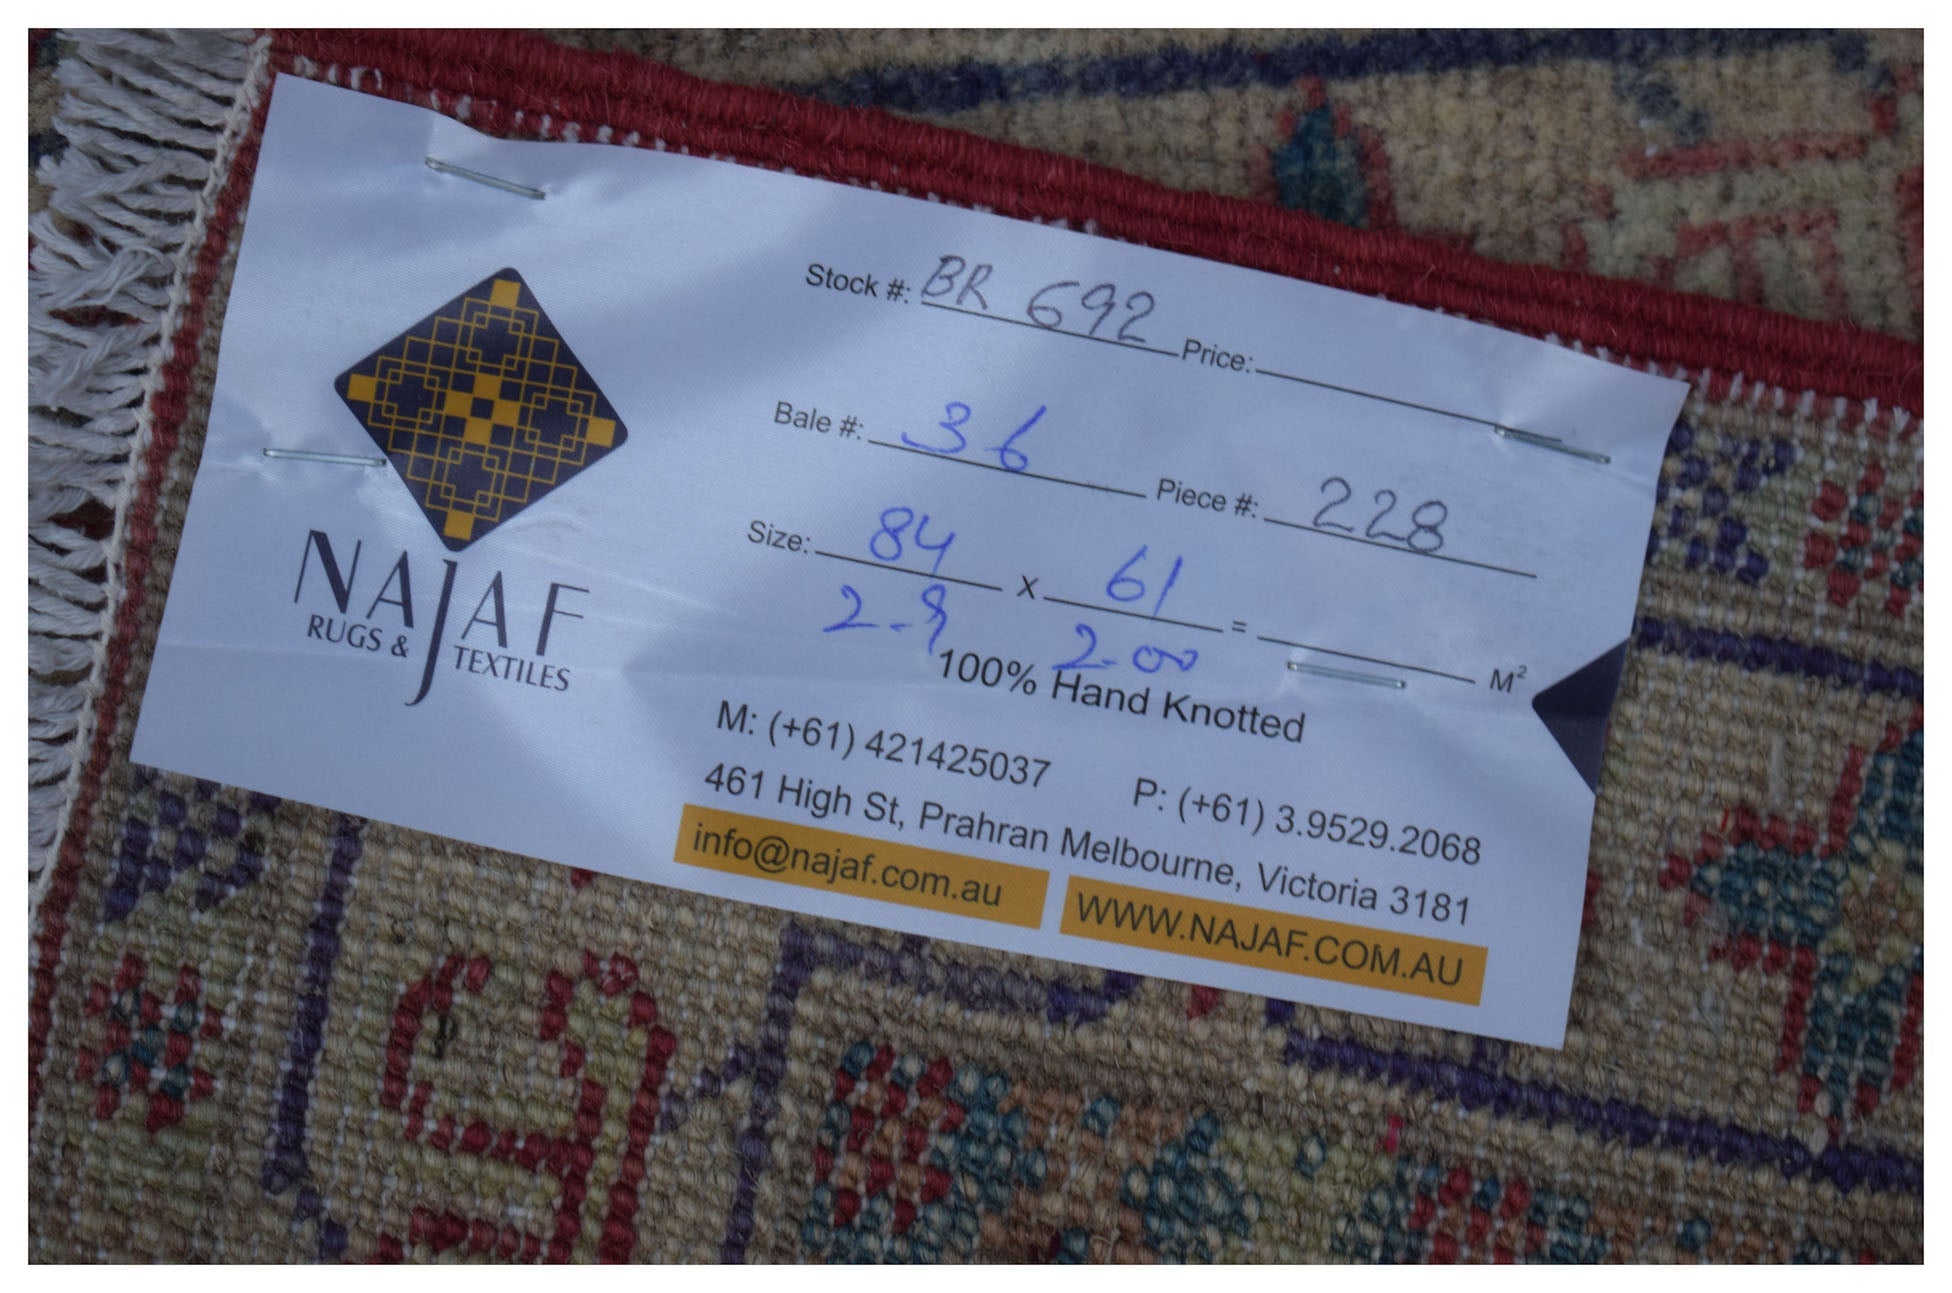 Stock #: BR 692 Price:
Bale #: 36 Piece #: 228
Size: 84 x 61 = M²
2.9 2.00
100% Hand Knotted
M: (+61) 421425037 P: (+61) 3.9529.2068
461 High St, Prahran Melbourne, Victoria 3181
info@najaf.com.au WWW.NAJAF.COM.AU
NAJAF
RUGS & TEXTILES